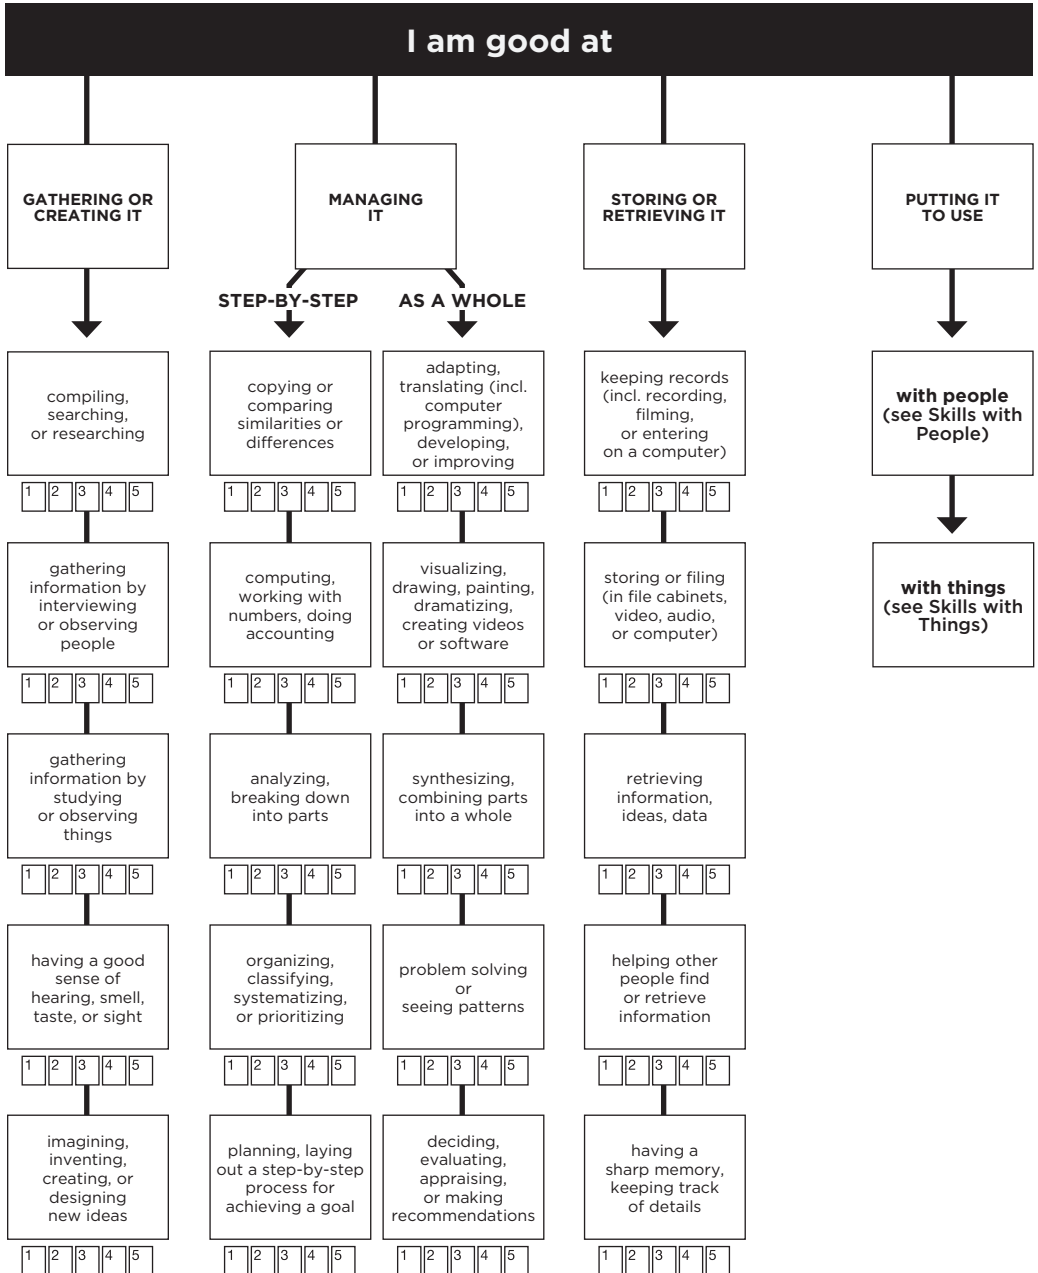 I am good at
GATHERING OR
CREATING IT
MANAGING
IT
STORING OR
RETRIEVING IT
PUTTING IT
TO USE
STEP-BY-STEP
AS A WHOLE
compiling,
searching,
or researching
1 2 3 4 5
gathering
information by
interviewing
or observing
people
1 2 3 4 5
gathering
information by
studying
or observing
things
1 2 3 4 5
having a good
sense of
hearing, smell,
taste, or sight
1 2 3 4 5
imagining,
inventing,
creating, or
designing
new ideas
1 2 3 4 5
copying or
comparing
similarities or
differences
1 2 3 4 5
computing,
working with
numbers, doing
accounting
1 2 3 4 5
analyzing,
breaking down
into parts
1 2 3 4 5
organizing,
classifying,
systematizing,
or prioritizing
1 2 3 4 5
planning, laying
out a step-by-step
process for
achieving a goal
1 2 3 4 5
adapting,
translating (incl.
computer
programming),
developing,
or improving
1 2 3 4 5
visualizing,
drawing, painting,
dramatizing,
creating videos
or software
1 2 3 4 5
synthesizing,
combining parts
into a whole
1 2 3 4 5
problem solving
or
seeing patterns
1 2 3 4 5
deciding,
evaluating,
appraising,
or making
recommendations
1 2 3 4 5
keeping records
(incl. recording,
filming,
or entering
on a computer)
1 2 3 4 5
storing or filing
(in file cabinets,
video, audio,
or computer)
1 2 3 4 5
retrieving
information,
ideas, data
1 2 3 4 5
helping other
people find
or retrieve
information
1 2 3 4 5
having a
sharp memory,
keeping track
of details
1 2 3 4 5
with people
(see Skills with
People)
with things
(see Skills with
Things)